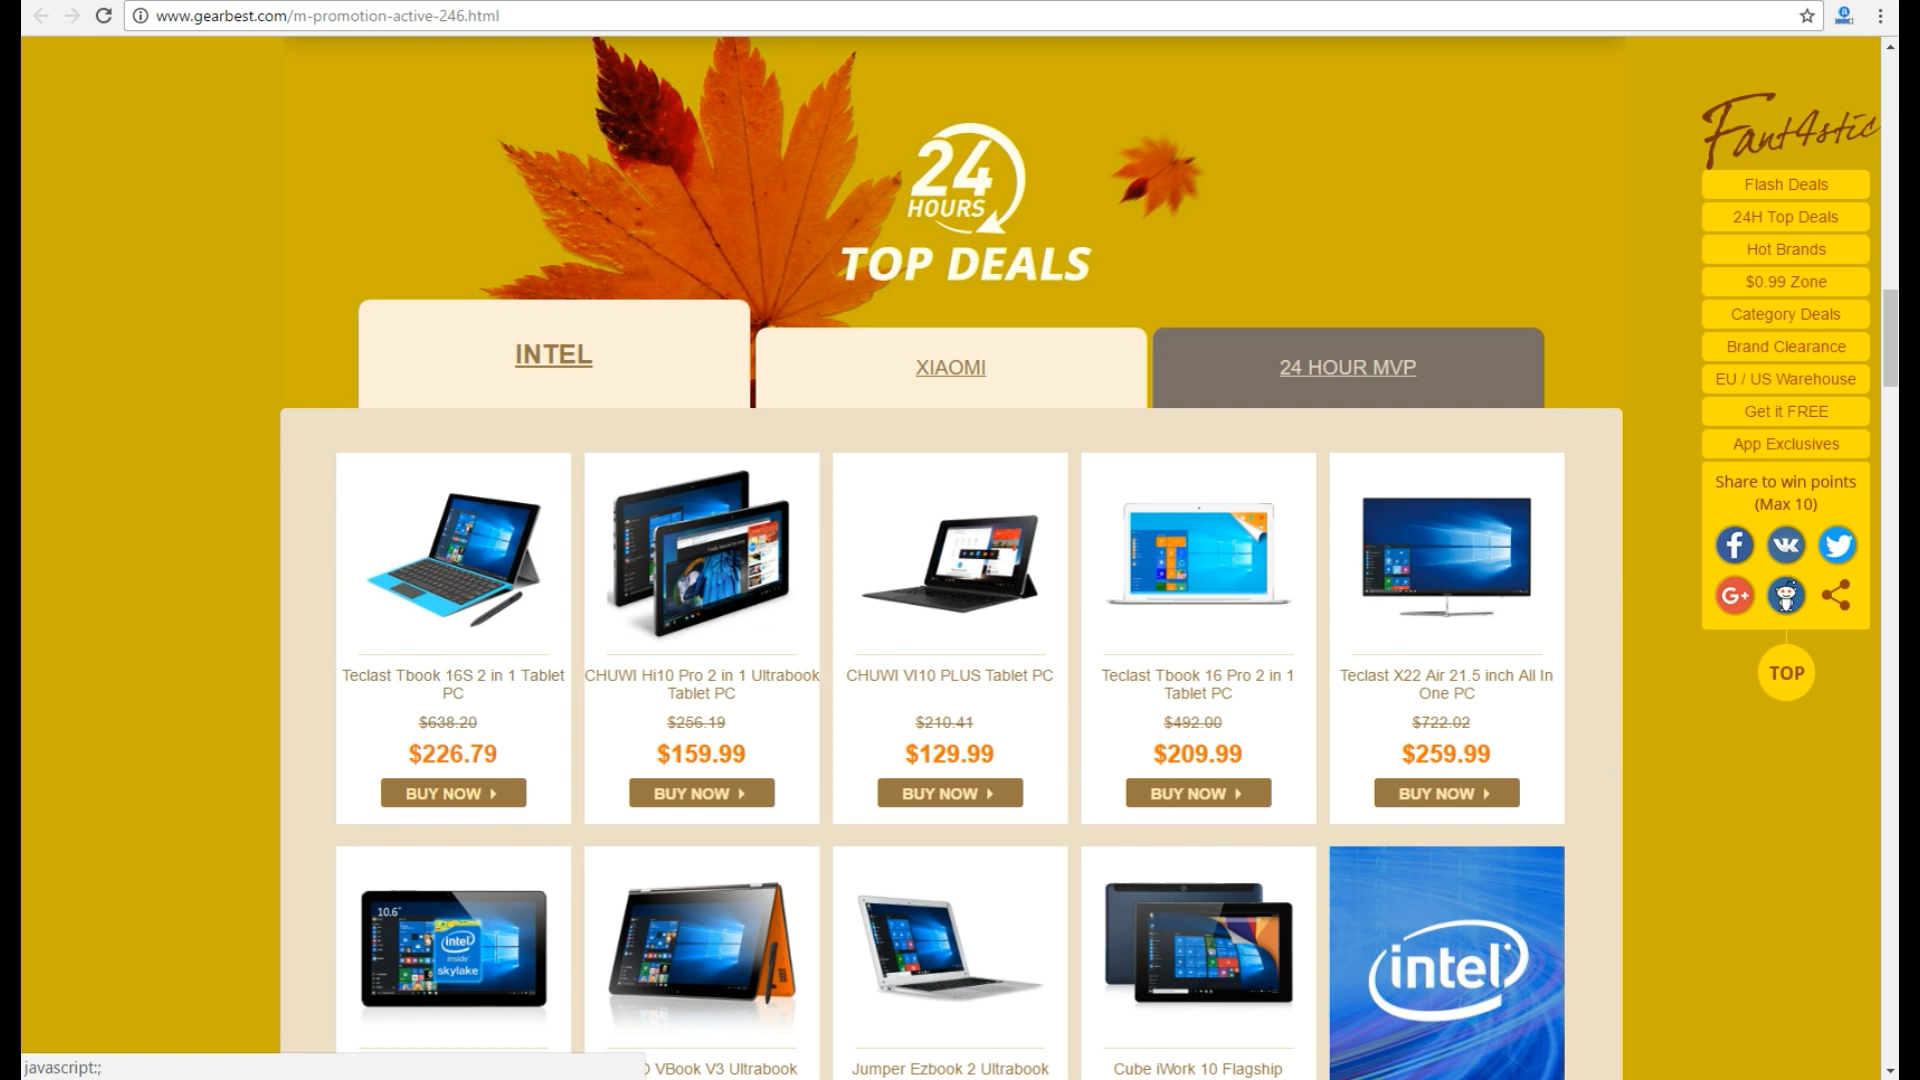 www.gearbest.com/m-promotion-active-246.html
Fant4stic
24
HOURS
TOP DEALS
Flash Deals
24H Top Deals
Hot Brands
$0.99 Zone
Category Deals
Brand Clearance
EU / US Warehouse
Get it FREE
App Exclusives
Share to win points
(Max 10)
TOP
INTEL
XIAOMI
24 HOUR MVP
Teclast Tbook 16S 2 in 1 Tablet
PC
$638.20
$226.79
BUY NOW
CHUWI Hi10 Pro 2 in 1 Ultrabook
Tablet PC
$256.19
$159.99
BUY NOW
CHUWI VI10 PLUS Tablet PC
$210.41
$129.99
BUY NOW
Teclast Tbook 16 Pro 2 in 1
Tablet PC
$492.00
$209.99
BUY NOW
Teclast X22 Air 21.5 inch All In
One PC
$722.02
$259.99
BUY NOW
10.6"
intel
inside
skylake
VBook V3 Ultrabook
Jumper Ezbook 2 Ultrabook
Cube iWork 10 Flagship
intel
javascript:;